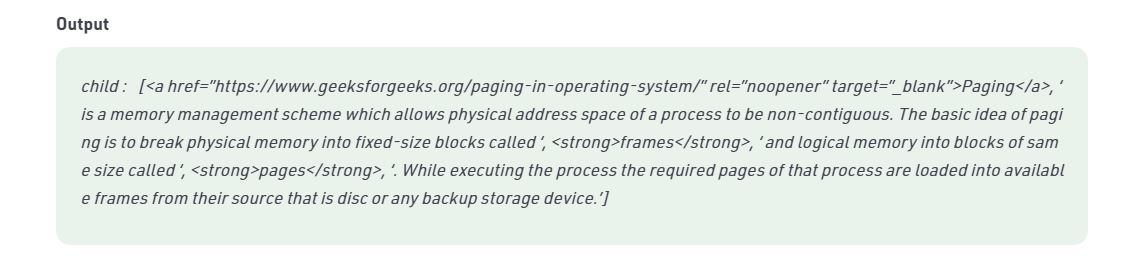 Output
child :   [<a href=”https://www.geeksforgeeks.org/paging-in-operating-system/” rel=”noopener” target=”_blank”>Paging</a>, ‘
is a memory management scheme which allows physical address space of a process to be non-contiguous. The basic idea of pagi
ng is to break physical memory into fixed-size blocks called ‘, <strong>frames</strong>, ‘ and logical memory into blocks of sam
e size called ‘, <strong>pages</strong>, ‘. While executing the process the required pages of that process are loaded into availabl
e frames from their source that is disc or any backup storage device.’]